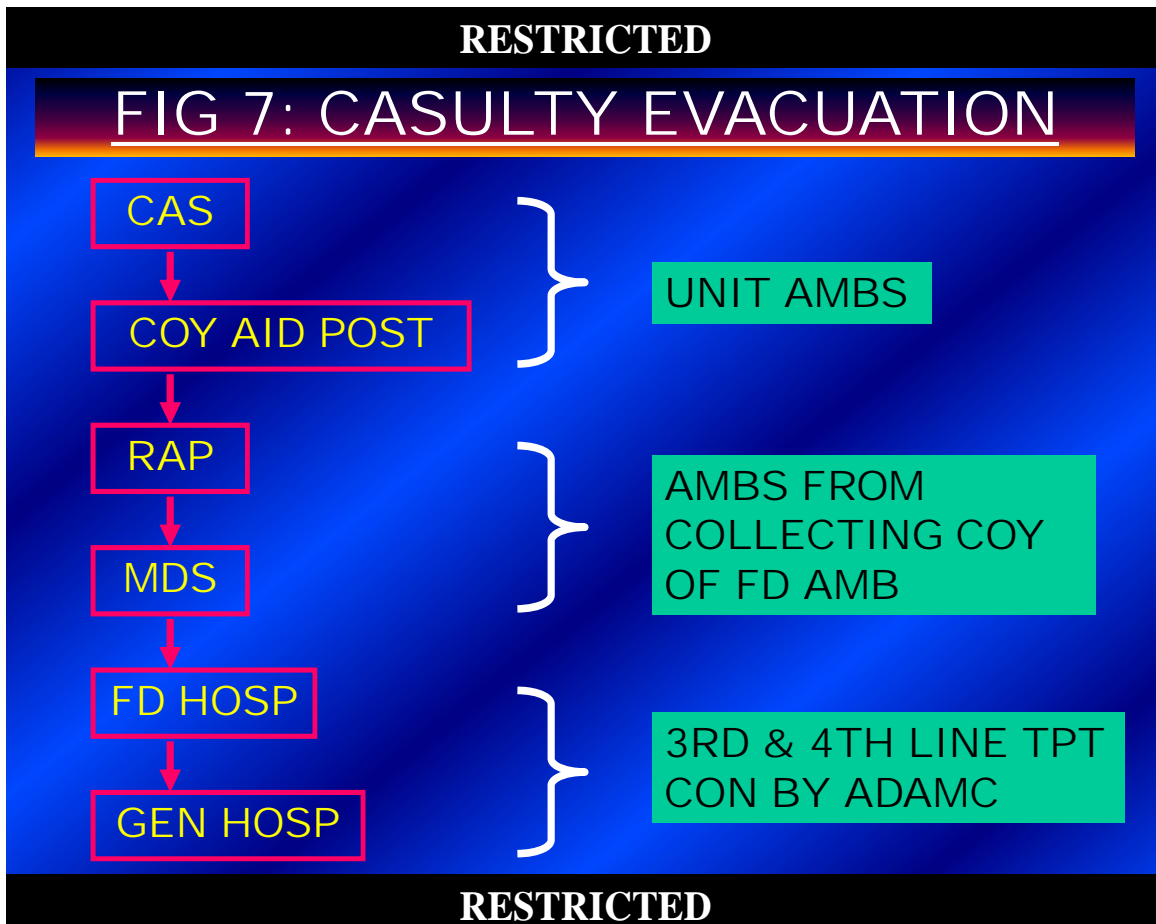 RESTRICTED
FIG 7: CASULTY EVACUATION
CAS
COY AID POST
UNIT AMBS
RAP
MDS
AMBS FROM
COLLECTING COY
OF FD AMB
FD HOSP
GEN HOSP
3RD & 4TH LINE TPT
CON BY ADAMC
RESTRICTED